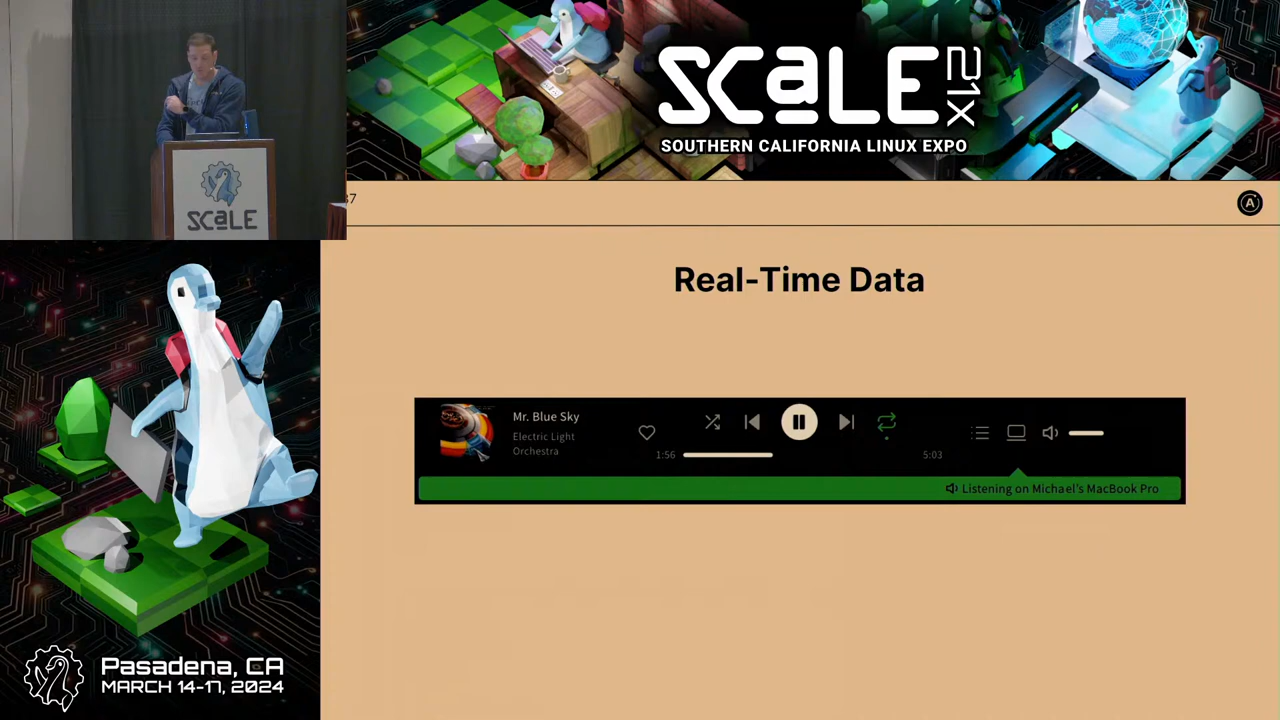 SCaLE 21x
SOUTHERN CALIFORNIA LINUX EXPO
SCaLE
37
A
Real-Time Data
Mr. Blue Sky
Electric Light
Orchestra
1:56
5:03
Listening on Michael's MacBook Pro
Pasadena, CA
MARCH 14-17, 2024